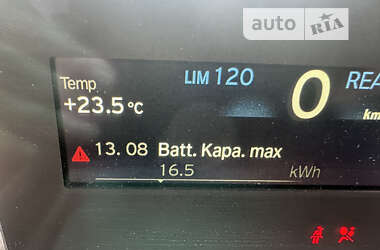 auto RIA
Temp
LIM 120
0
REA
+23.5 °C
km
13. 08 Batt. Kapa. max
16.5 kWh